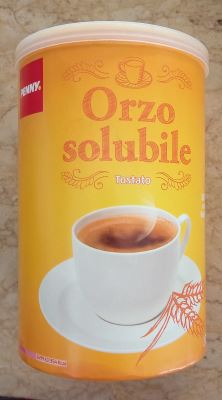 PENNY.
Orzo
solubile
Tostato